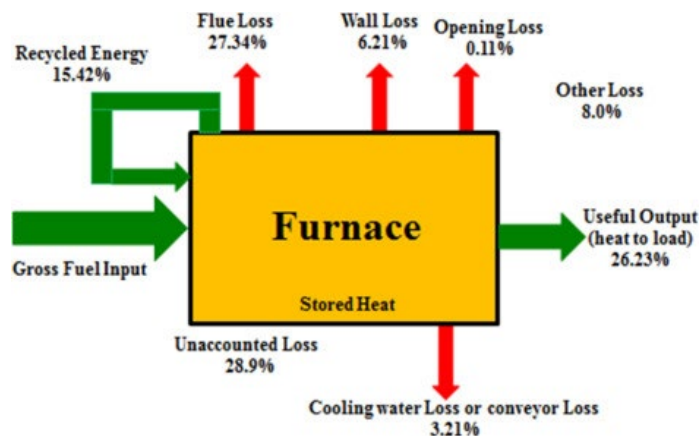 Flue Loss
27.34%
Wall Loss
6.21%
Opening Loss
0.11%
Recycled Energy
15.42%
Other Loss
8.0%
Furnace
Useful Output
(heat to load)
26.23%
Gross Fuel Input
Stored Heat
Unaccounted Loss
28.9%
Cooling water Loss or conveyor Loss
3.21%